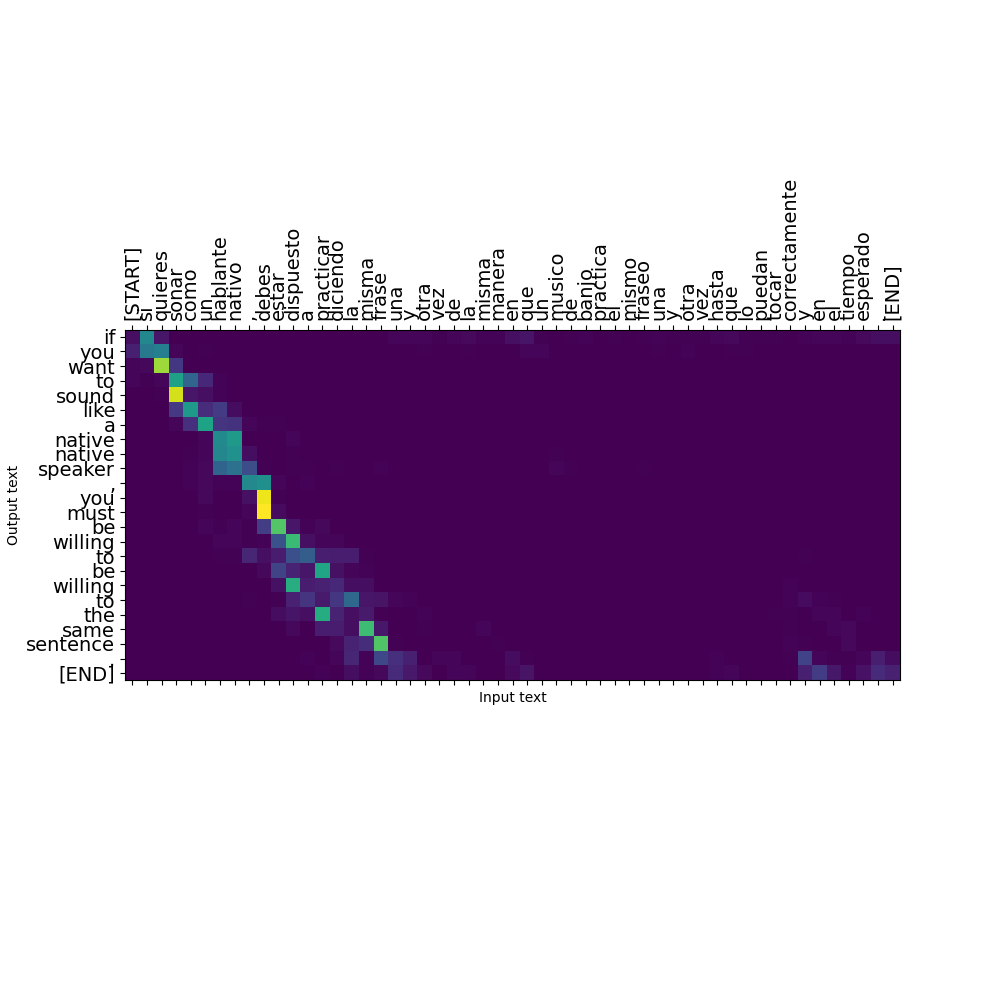 [START]
si
quieres
sonar
como
un
hablante
nativo
,
debes
estar
dispuesto
a
practicar
diciendo
la
misma
frase
una
y
otra
vez
de
la
misma
manera
en
que
un
musico
de
banjo
practica
el
mismo
fraseo
una
y
otra
vez
hasta
que
lo
puedan
tocar
correctamente
y
en
el
tiempo
esperado
.
[END]
if
you
want
to
sound
like
a
native
native
speaker
,
you
must
be
willing
to
be
willing
to
the
same
sentence
.
[END]
Output text
Input text